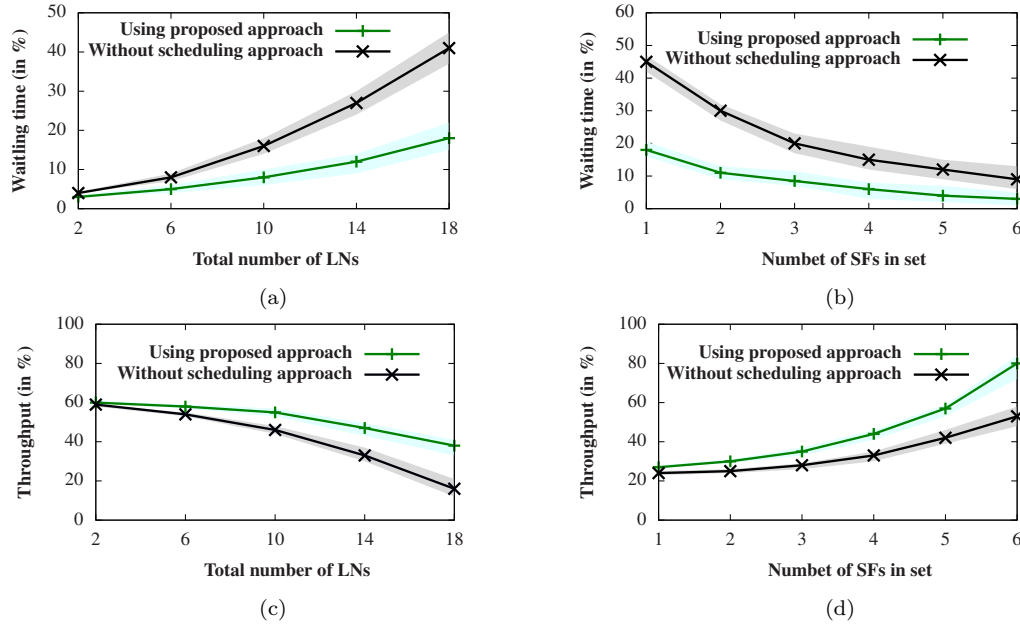 Waitling time (in %)
50
40
30
20
10
0
Using proposed approach
Without scheduling approach
2 6 10 14 18
Total number of LNs
(a)
Waiting time (in %)
60
50
40
30
20
10
0
Using proposed approach
Without scheduling approach
1 2 3 4 5 6
Numbet of SFs in set
(b)
Throughput (in %)
100
80
60
40
20
0
Using proposed approach
Without scheduling approach
2 6 10 14 18
Total number of LNs
(c)
Throughput (in %)
100
80
60
40
20
0
Using proposed approach
Without scheduling approach
1 2 3 4 5 6
Numbet of SFs in set
(d)